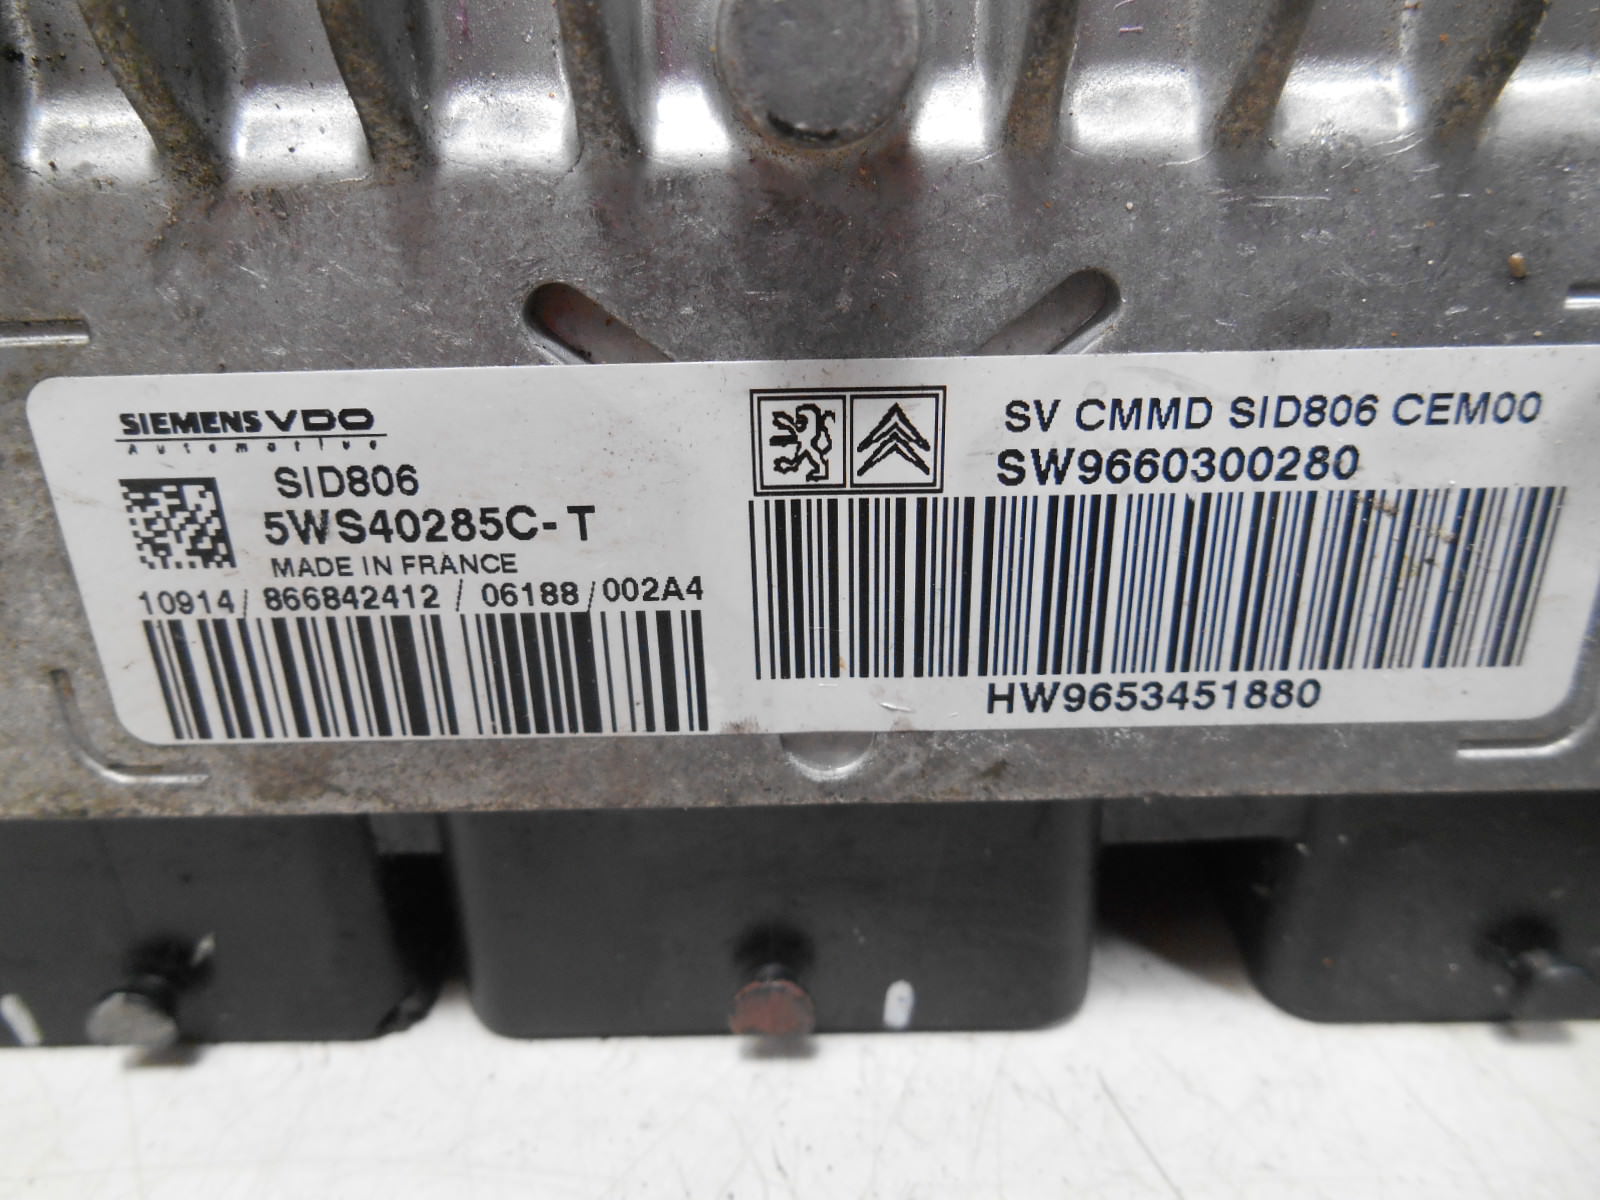 SIEMENS VDO
Automotive
SID806
5WS40285C-T
MADE IN FRANCE
10914/866842412/06188/002A4
SV CMMD SID806 CEM00
SW9660300280
HW9653451880